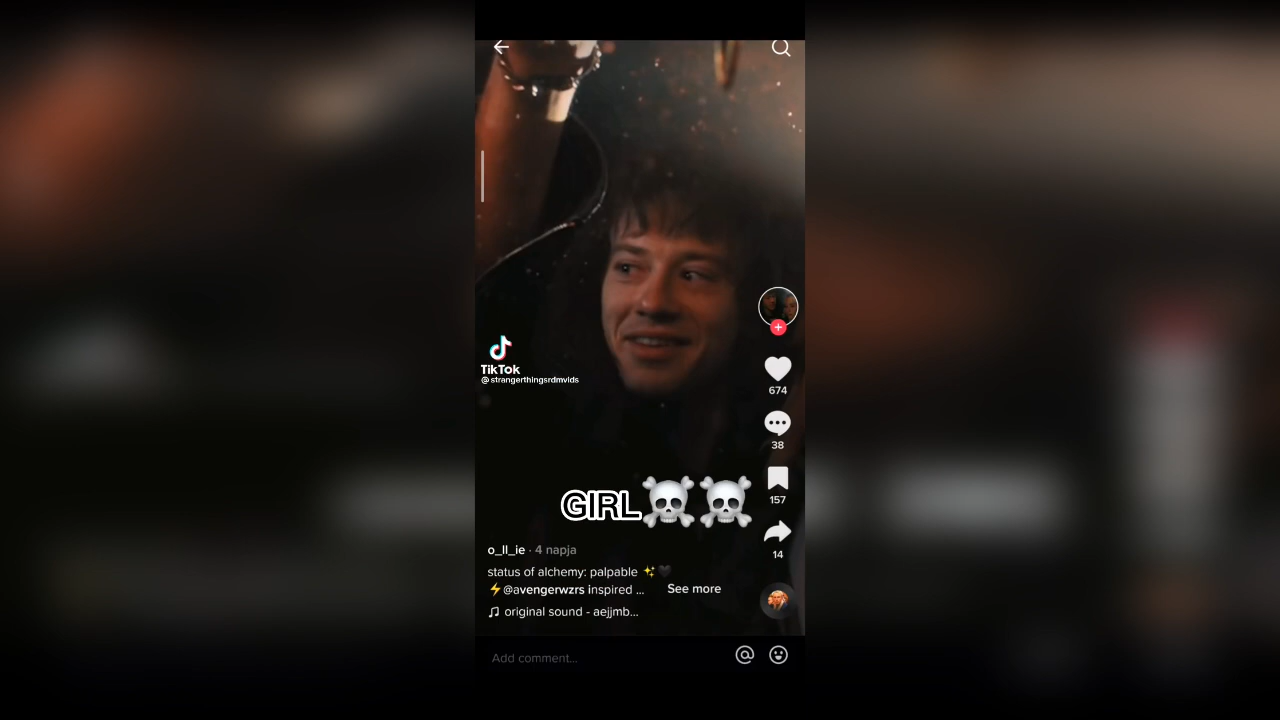 TikTok
@strangerthingsrdmvids
674
38
157
14
GIRL☠️☠️
o_ll_ie · 4 napja
status of alchemy: palpable ✨🖤
⚡@avengerwzrs inspired ... See more
♫ original sound - aejjmb...
Add comment...